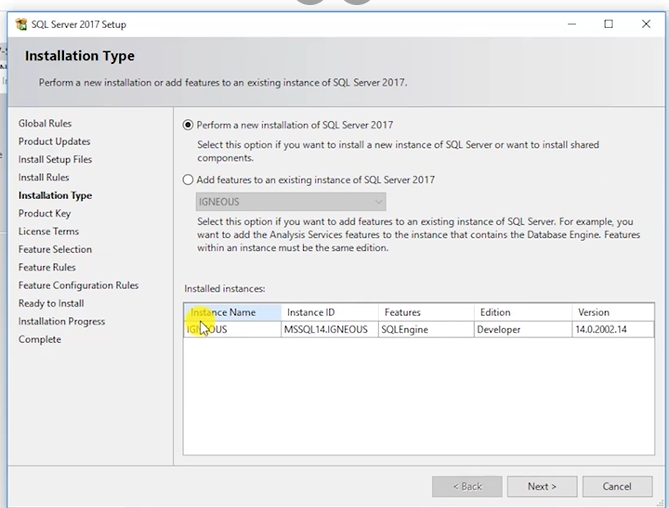 SQL Server 2017 Setup
Installation Type
Perform a new installation or add features to an existing instance of SQL Server 2017.
Global Rules
Product Updates
Install Setup Files
Install Rules
Installation Type
Product Key
License Terms
Feature Selection
Feature Rules
Feature Configuration Rules
Ready to Install
Installation Progress
Complete
Perform a new installation of SQL Server 2017
Select this option if you want to install a new instance of SQL Server or want to install shared
components.
Add features to an existing instance of SQL Server 2017
IGNEOUS
Select this option if you want to add features to an existing instance of SQL Server. For example, you
want to add the Analysis Services features to the instance that contains the Database Engine. Features
within an instance must be the same edition.
Installed instances:
Instance Name Instance ID Features Edition Version
IGNEOUS MSSQL14.IGNEOUS SQLEngine Developer 14.0.2002.14
< Back Next > Cancel